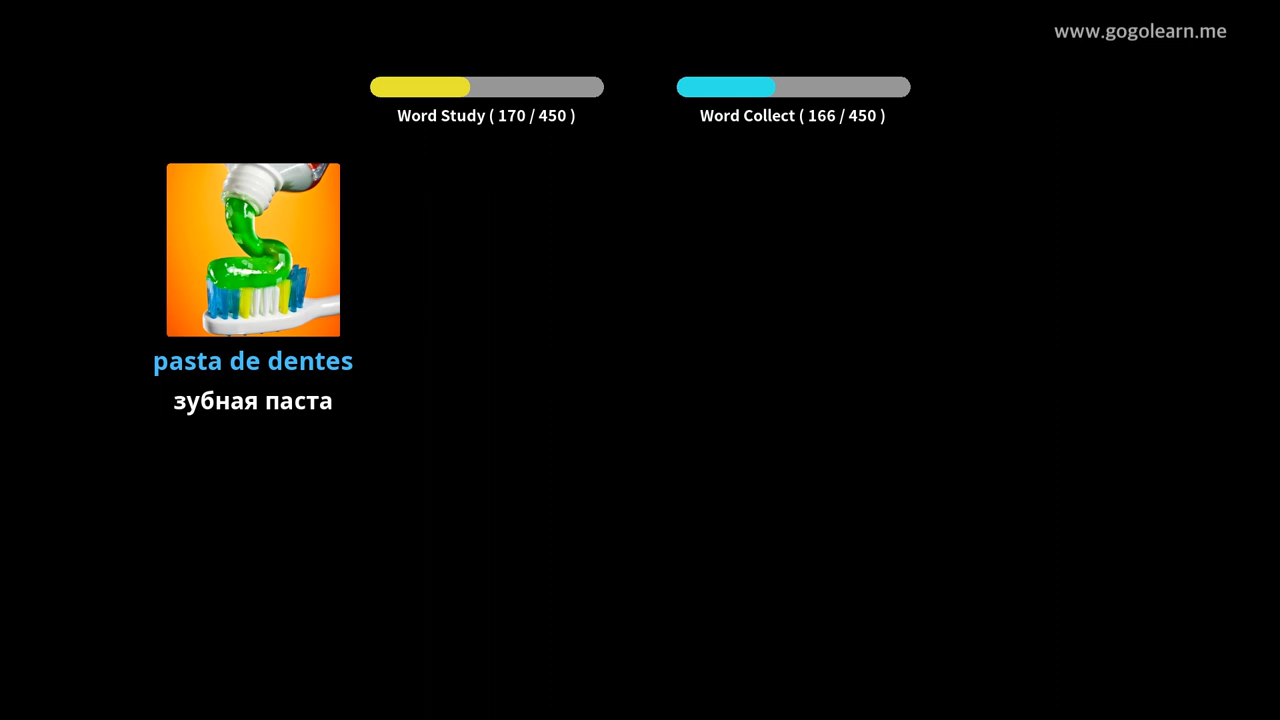 www.gogolearn.me
Word Study ( 170 / 450 )
Word Collect ( 166 / 450 )
pasta de dentes
зубная паста